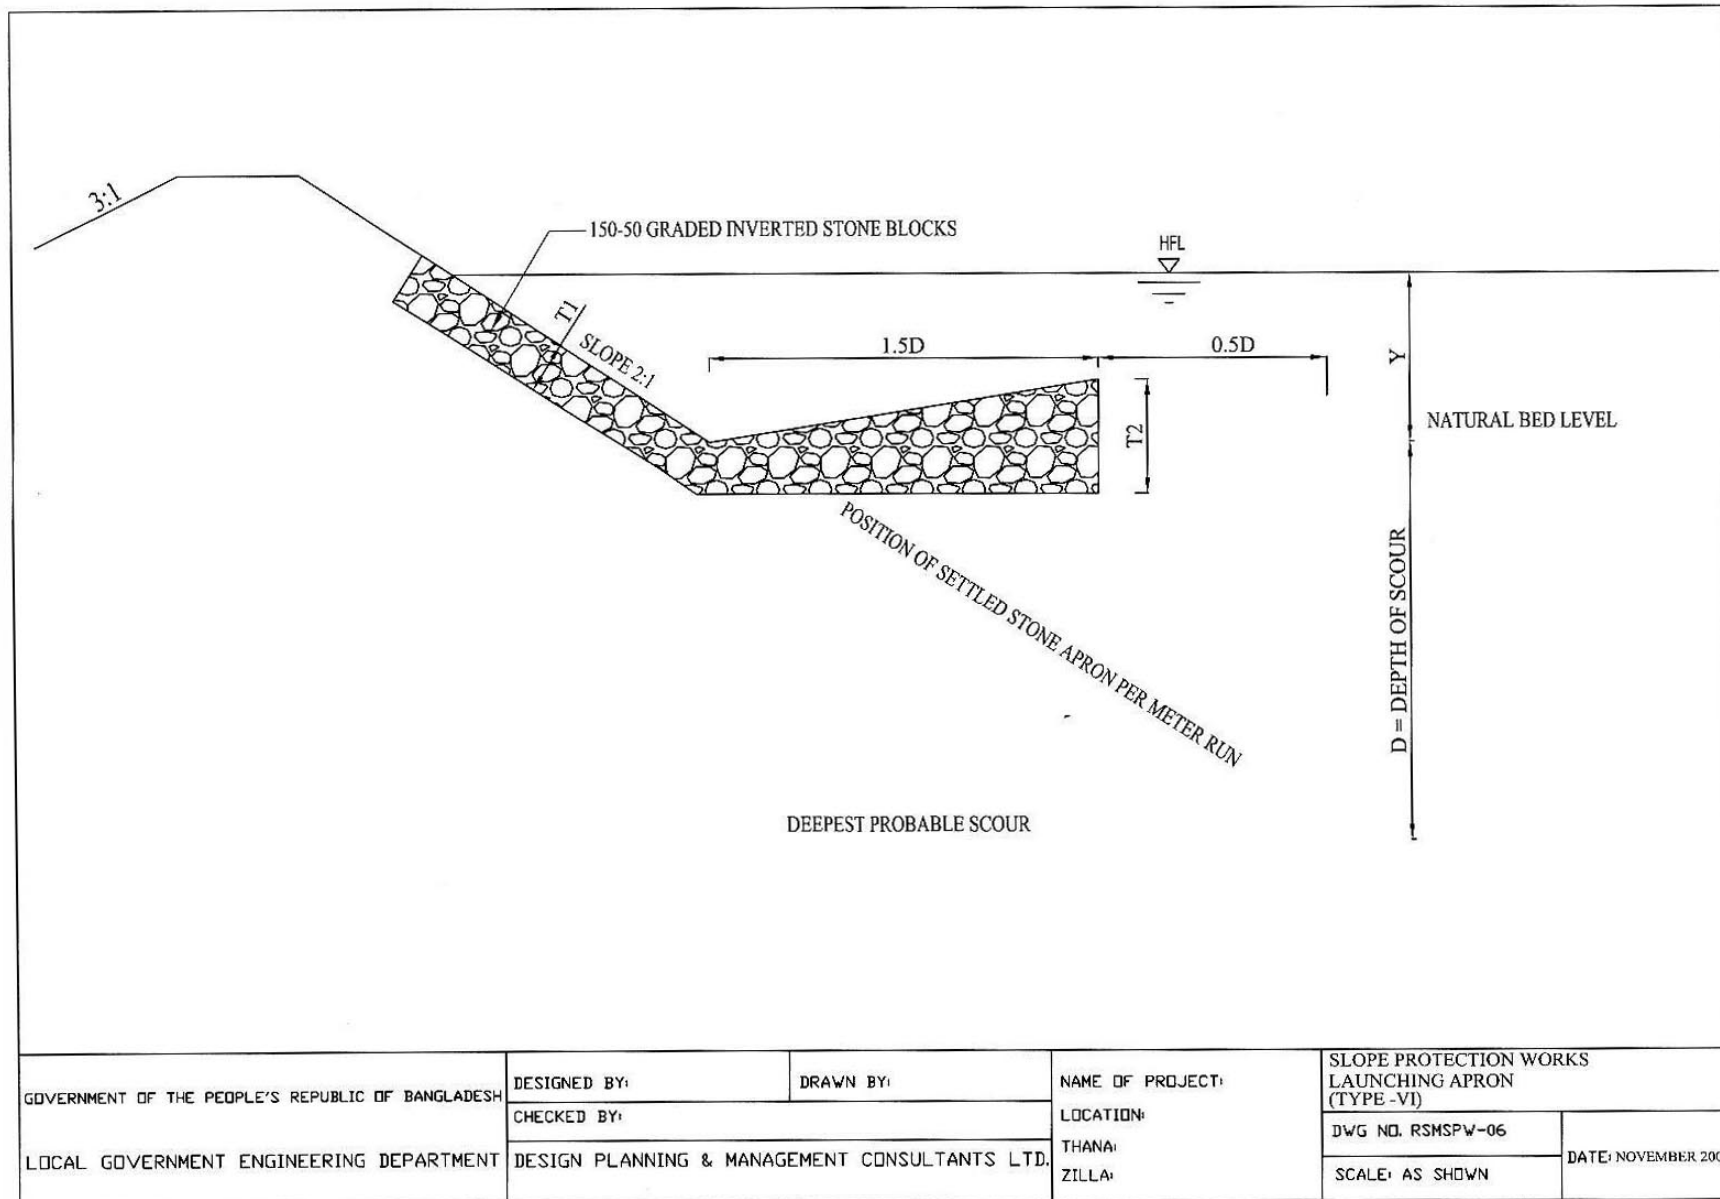 3:1
150-50 GRADED INVERTED STONE BLOCKS
HFL
T1
SLOPE 2:1
1.5D
0.5D
Y
T2
NATURAL BED LEVEL
POSITION OF SETTLED STONE APRON PER METER RUN
D = DEPTH OF SCOUR
DEEPEST PROBABLE SCOUR
GOVERNMENT OF THE PEOPLE'S REPUBLIC OF BANGLADESH
LOCAL GOVERNMENT ENGINEERING DEPARTMENT
DESIGNED BY:
DRAWN BY:
CHECKED BY:
DESIGN PLANNING & MANAGEMENT CONSULTANTS LTD.
NAME OF PROJECT:
LOCATION:
THANA:
ZILLA:
SLOPE PROTECTION WORKS
LAUNCHING APRON
(TYPE -VI)
DWG NO. RSMSPW-06
SCALE: AS SHOWN
DATE: NOVEMBER